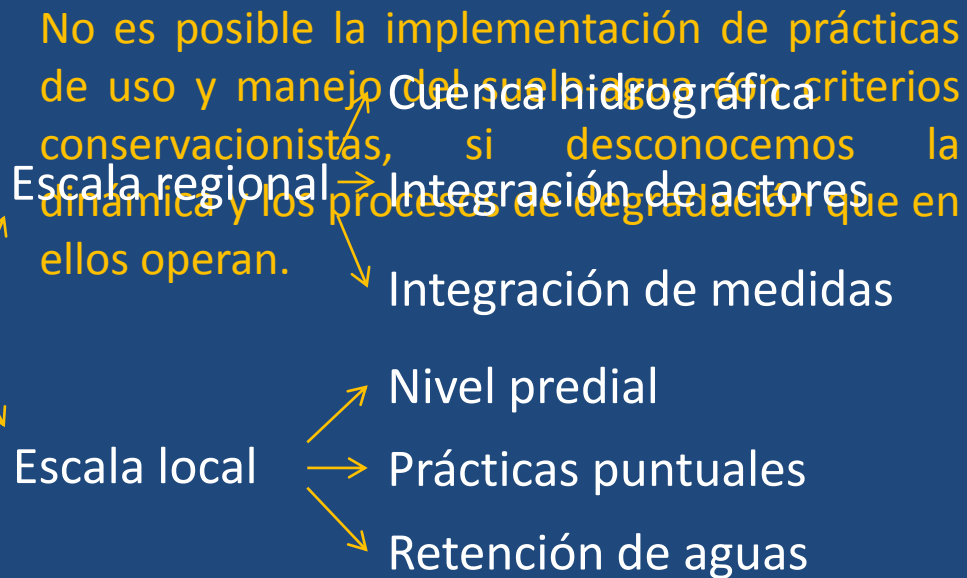 No es posible la implementación de prácticas
de uso y manejo del suelo-agua con criterios
conservacionistas, si desconocemos la
dinámica y los procesos de degradación que en
ellos operan.
Escala regional
Cuenca hidrográfica
Integración de actores
Integración de medidas
Escala local
Nivel predial
Prácticas puntuales
Retención de aguas